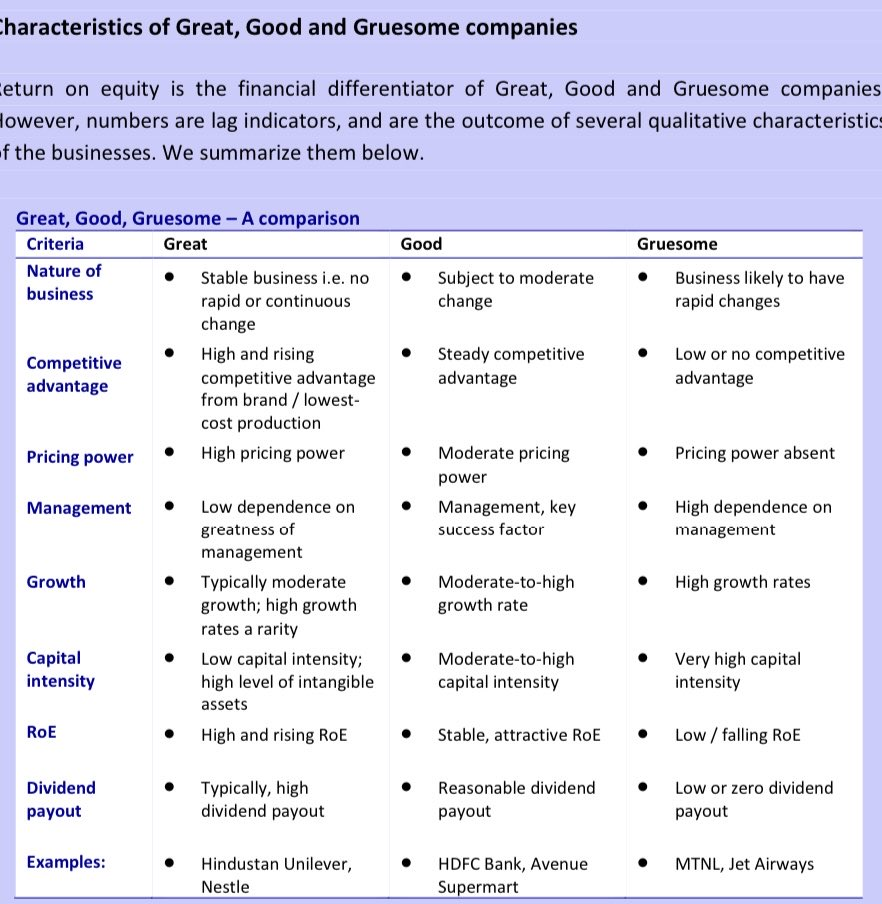 Characteristics of Great, Good and Gruesome companies
Return on equity is the financial differentiator of Great, Good and Gruesome companies
However, numbers are lag indicators, and are the outcome of several qualitative characteristics
of the businesses. We summarize them below.
Great, Good, Gruesome – A comparison
Criteria Great Good Gruesome
Nature of
business
● Stable business i.e. no
rapid or continuous
change
● Subject to moderate
change
● Business likely to have
rapid changes
Competitive
advantage
● High and rising
competitive advantage
from brand / lowest-
cost production
● Steady competitive
advantage
● Low or no competitive
advantage
Pricing power
● High pricing power
● Moderate pricing
power
● Pricing power absent
Management
● Low dependence on
greatness of
management
● Management, key
success factor
● High dependence on
management
Growth
● Typically moderate
growth; high growth
rates a rarity
● Moderate-to-high
growth rate
● High growth rates
Capital
intensity
● Low capital intensity;
high level of intangible
assets
● Moderate-to-high
capital intensity
● Very high capital
intensity
RoE
● High and rising RoE
● Stable, attractive RoE
● Low / falling RoE
Dividend
payout
● Typically, high
dividend payout
● Reasonable dividend
payout
● Low or zero dividend
payout
Examples:
● Hindustan Unilever,
Nestle
● HDFC Bank, Avenue
Supermart
● MTNL, Jet Airways